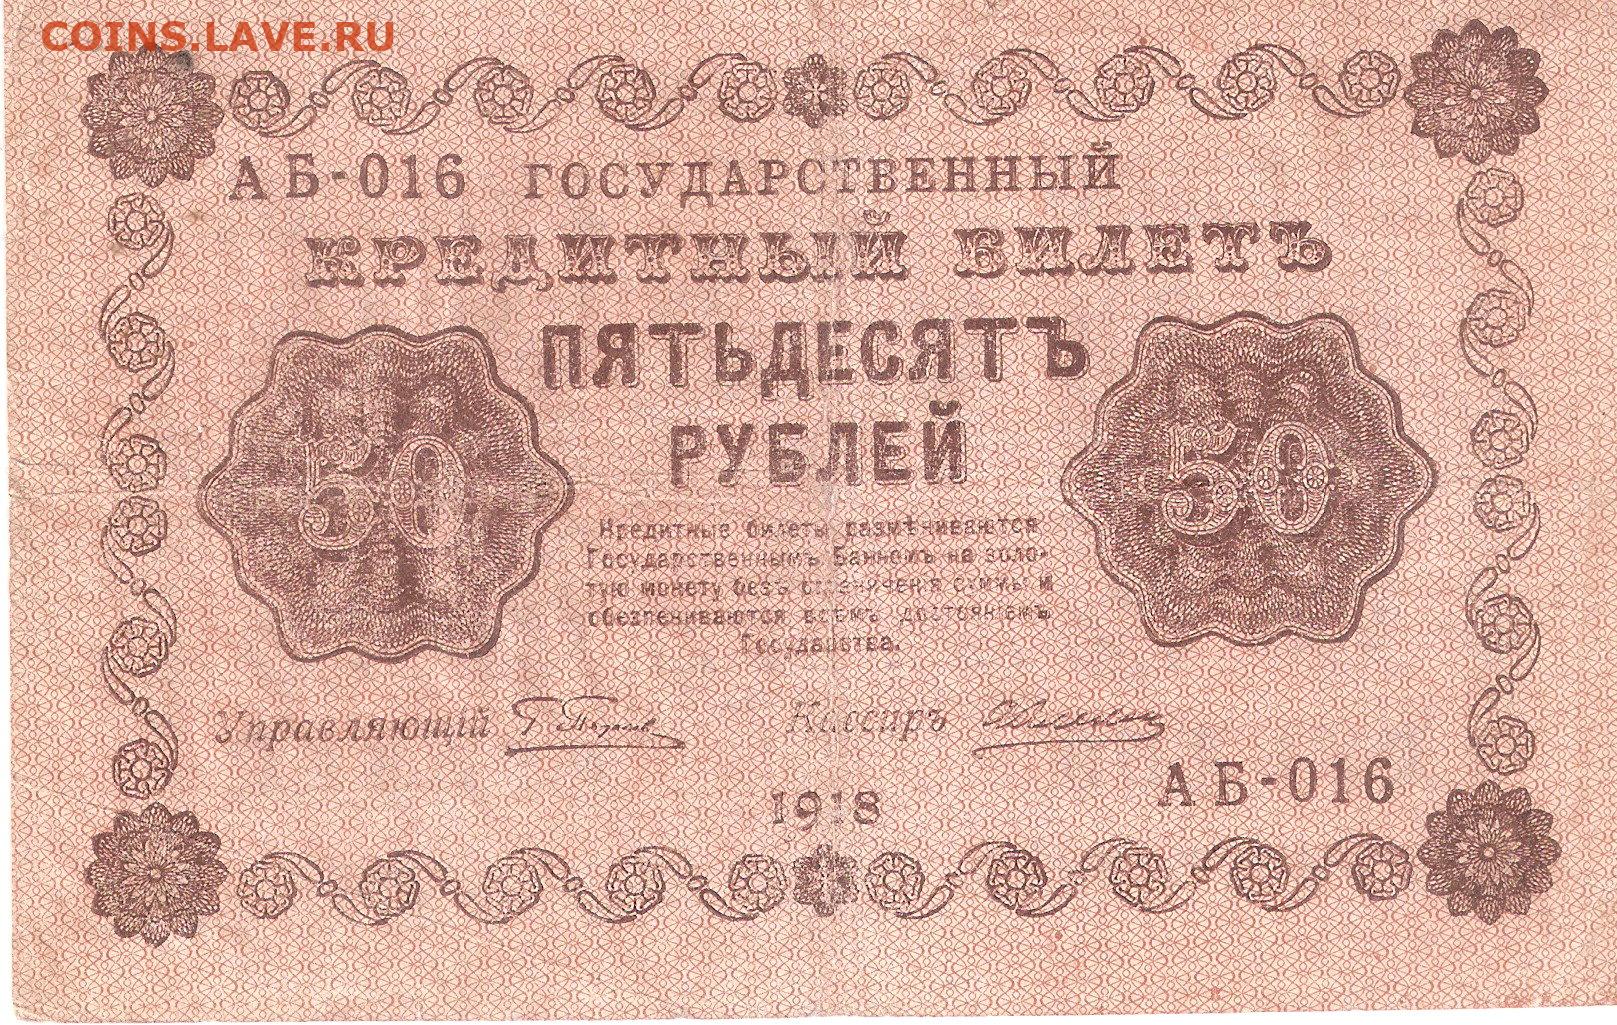 COINS.LAVE.RU
АБ-016 ГОСУДАРСТВЕННЫЙ
КРЕДИТНЫЙ БИЛЕТЪ
ПЯТЬДЕСЯТЪ
РУБЛЕЙ
50 50
Кредитные билеты размѣниваются
Государственнымъ Банкомъ на золо-
тую монету безъ ограниченія суммы и
обезпечиваются всѣмъ достояніемъ
Государства.
Управляющій Кассиръ
АБ-016
1918